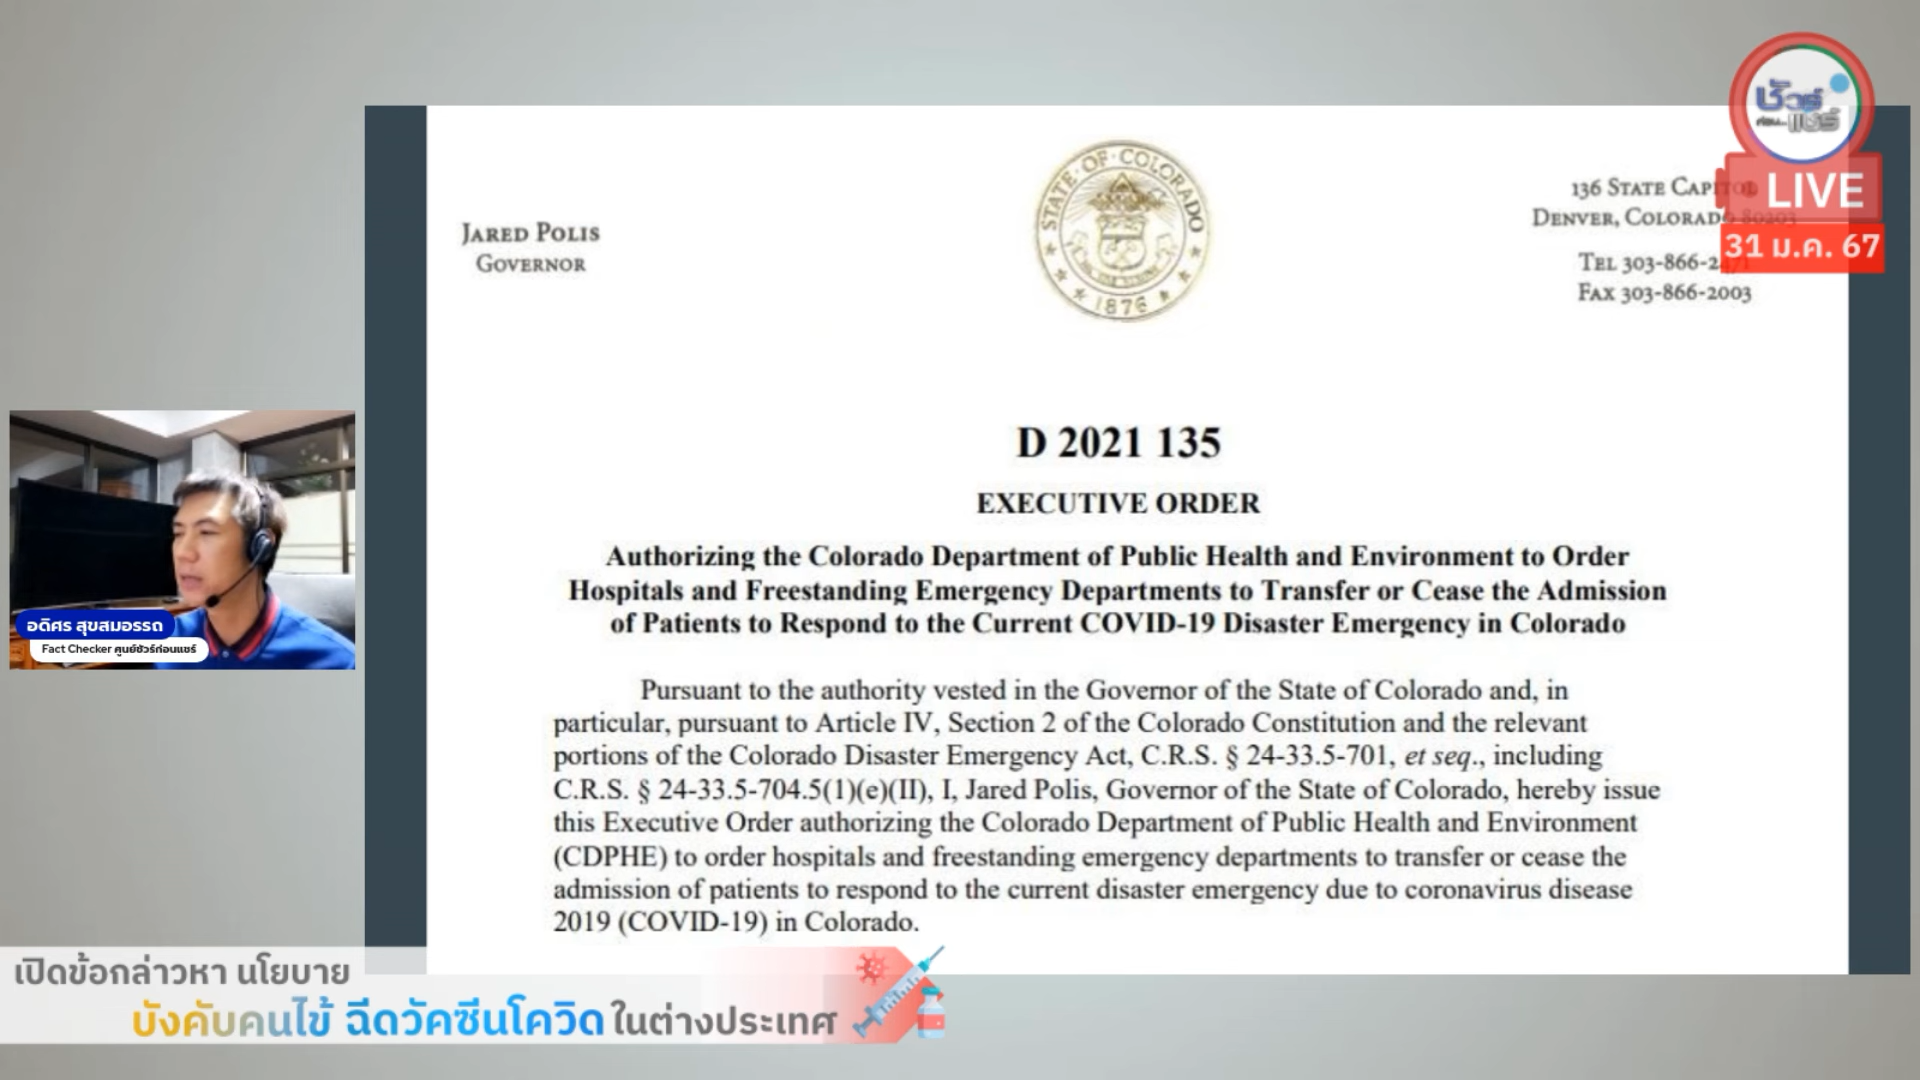 ชัวร์
ก่อน...แชร์
LIVE
31 ม.ค. 67
JARED POLIS
GOVERNOR
STATE OF COLORADO
1876
136 STATE CAPITOL
DENVER, COLORADO 80203
TEL 303-866-2471
FAX 303-866-2003
D 2021 135
EXECUTIVE ORDER
Authorizing the Colorado Department of Public Health and Environment to Order
Hospitals and Freestanding Emergency Departments to Transfer or Cease the Admission
of Patients to Respond to the Current COVID-19 Disaster Emergency in Colorado
Pursuant to the authority vested in the Governor of the State of Colorado and, in
particular, pursuant to Article IV, Section 2 of the Colorado Constitution and the relevant
portions of the Colorado Disaster Emergency Act, C.R.S. § 24-33.5-701, et seq., including
C.R.S. § 24-33.5-704.5(1)(e)(II), I, Jared Polis, Governor of the State of Colorado, hereby issue
this Executive Order authorizing the Colorado Department of Public Health and Environment
(CDPHE) to order hospitals and freestanding emergency departments to transfer or cease the
admission of patients to respond to the current disaster emergency due to coronavirus disease
2019 (COVID-19) in Colorado.
อดิศร สุขสมอรรถ
Fact Checker ศูนย์ชัวร์ก่อนแชร์
เปิดข้อกล่าวหา นโยบาย
บังคับคนไข้ ฉีดวัคซีนโควิด ในต่างประเทศ